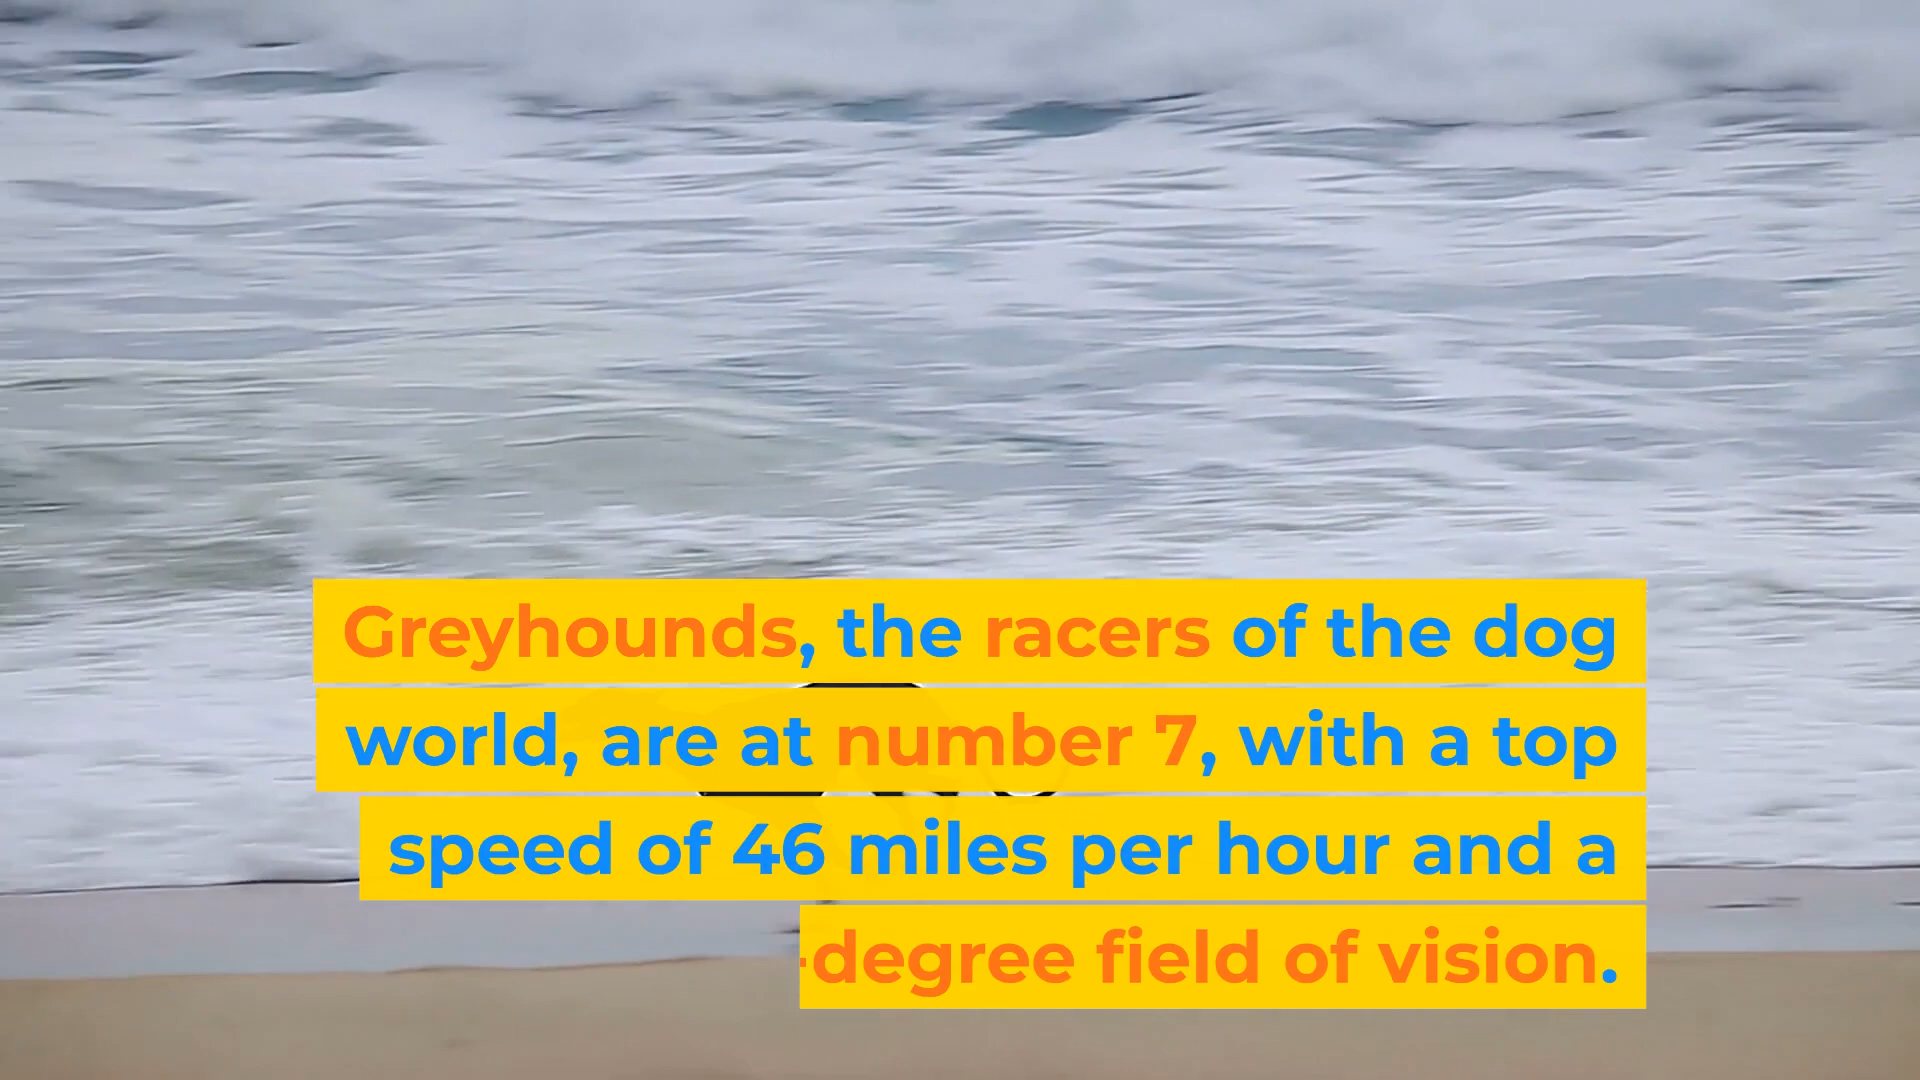 Greyhounds, the racers of the dog
world, are at number 7, with a top
speed of 46 miles per hour and a
-degree field of vision.